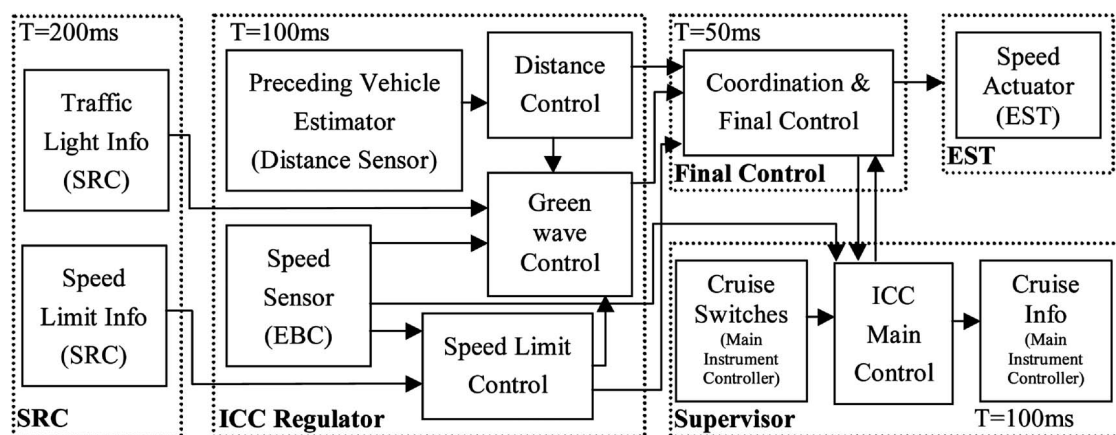 T=200ms
Traffic
Light Info
(SRC)
Speed
Limit Info
(SRC)
SRC
T=100ms
Preceding Vehicle
Estimator
(Distance Sensor)
Distance
Control
Green
wave
Control
Speed
Sensor
(EBC)
Speed Limit
Control
ICC Regulator
T=50ms
Coordination &
Final Control
Final Control
Speed
Actuator
(EST)
EST
Cruise
Switches
(Main
Instrument
Controller)
ICC
Main
Control
Cruise
Info
(Main
Instrument
Controller)
Supervisor
T=100ms